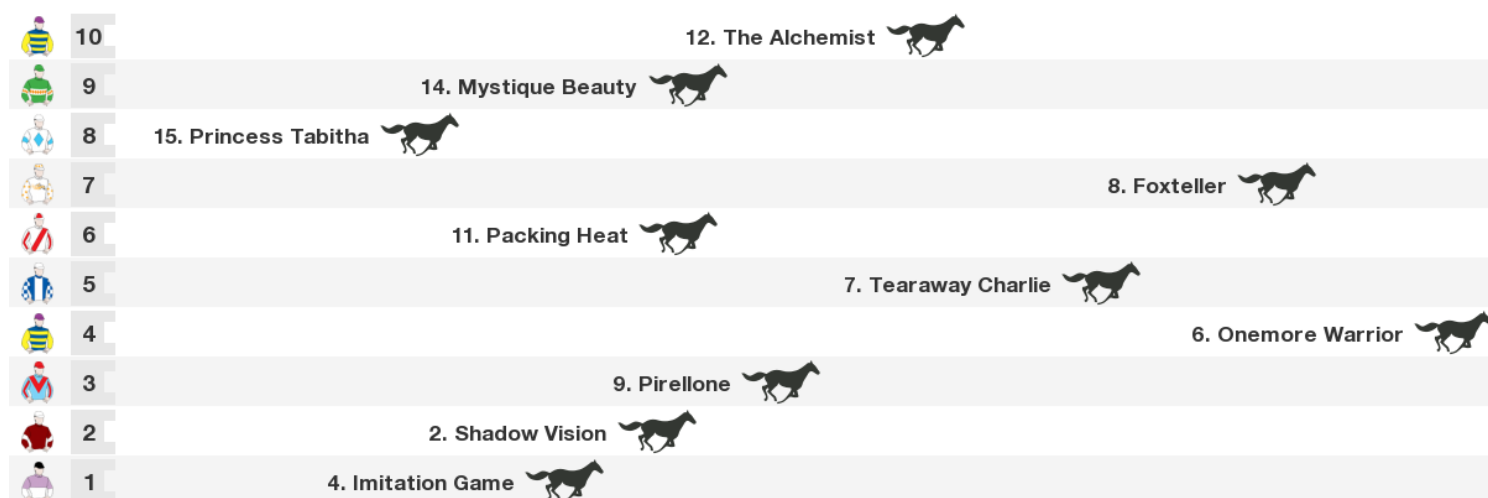 10 12. The Alchemist
9 14. Mystique Beauty
8 15. Princess Tabitha
7 8. Foxteller
6 11. Packing Heat
5 7. Tearaway Charlie
4 6. Onemore Warrior
3 9. Pirellone
2 2. Shadow Vision
1 4. Imitation Game